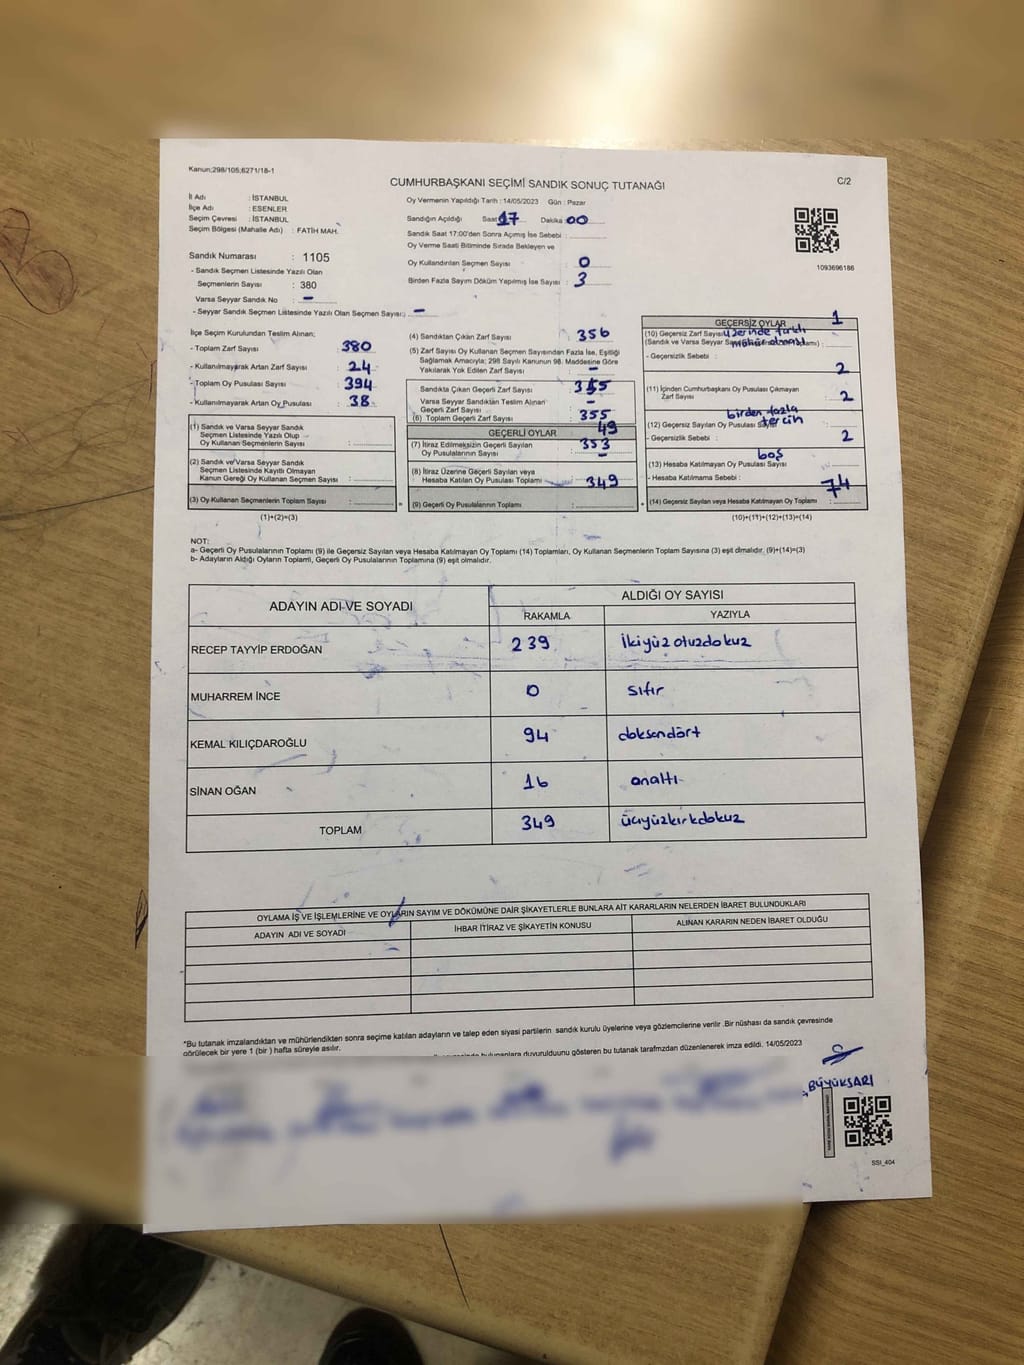 Kanun;298/105;6271/18-1
CUMHURBAŞKANI SEÇİMİ SANDIK SONUÇ TUTANAĞI
C/2
İl Adı : İSTANBUL
İlçe Adı : ESENLER
Seçim Çevresi : İSTANBUL
Seçim Bölgesi (Mahalle Adı) : FATİH MAH.
Sandık Numarası : 1105
- Sandık Seçmen Listesinde Yazılı Olan
Seçmenlerin Sayısı : 380
Varsa Seyyar Sandık No : –
- Seyyar Sandık Seçmen Listesinde Yazılı Olan Seçmen Sayısı: –
Oy Vermenin Yapıldığı Tarih : 14/05/2023 Gün : Pazar
Sandığın Açıldığı Saat 17 Dakika 00
Sandık Saat 17:00'den Sonra Açımış İse Sebebi :
Oy Verme Saati Bitiminde Sırada Bekleyen ve
Oy Kullandırılan Seçmen Sayısı : 0
Birden Fazla Sayım Döküm Yapılmış İse Sayısı : 3
1093696186
İlçe Seçim Kurulundan Teslim Alınan;
- Toplam Zarf Sayısı : 380
- Kullanılmayarak Artan Zarf Sayısı : 24
- Toplam Oy Pusulası Sayısı : 394
- Kullanılmayarak Artan Oy Pusulası : 38
(1) Sandık ve Varsa Seyyar Sandık
Seçmen Listesinde Yazılı Olup
Oy Kullanan Seçmenlerin Sayısı :
(2) Sandık ve Varsa Seyyar Sandık
Seçmen Listesinde Kayıtlı Olmayan
Kanun Gereği Oy Kullanan Seçmen Sayısı :
(3) Oy Kullanan Seçmenlerin Toplam Sayısı :
(1)+(2)=(3)
(4) Sandıktan Çıkan Zarf Sayısı : 356
(5) Zarf Sayısı Oy Kullanan Seçmen Sayısından Fazla İse, Eşitliği
Sağlamak Amacıyla; 298 Sayılı Kanunun 98. Maddesine Göre
Yakılarak Yok Edilen Zarf Sayısı : –
Sandıkta Çıkan Geçerli Zarf Sayısı : 355
Varsa Seyyar Sandıktan Teslim Alınan
Geçerli Zarf Sayısı : –
(6) Toplam Geçerli Zarf Sayısı : 355
GEÇERLİ OYLAR 49
(7) İtiraz Edilmeksizin Geçerli Sayılan
Oy Pusulalarının Sayısı : 353
(8) İtiraz Üzerine Geçerli Sayılan veya
Hesaba Katılan Oy Pusulası Toplamı : –
349
(9) Geçerli Oy Pusulalarının Toplamı :
GEÇERSİZ OYLAR 1
(10) Geçersiz Zarf Sayısı üzerinde farklı
(Sandık ve Varsa Seyyar
- Geçersizlik Sebebi : 2
(11) İçinden Cumhurbaşkanı Oy Pusulası Çıkmayan
Zarf Sayısı : 2
birden fazla
tercin
(12) Geçersiz Sayılan Oy Pusulası
- Geçersizlik Sebebi : 2
boş
(13) Hesaba Katılmayan Oy Pusulası Sayısı
- Hesaba Katılmama Sebebi :
74
(14) Geçersiz Sayılan veya Hesaba Katılmayan Oy Toplamı :
(10)+(11)+(12)+(13)=(14)
NOT:
a- Geçerli Oy Pusulalarının Toplamı (9) ile Geçersiz Sayılan veya Hesaba Katılmayan Oy Toplamı (14) Toplamları, Oy Kullanan Seçmenlerin Toplam Sayısına (3) eşit olmalıdır. (9)+(14)=(3)
b- Adayların Aldığı Oyların Toplamı, Geçerli Oy Pusulalarının Toplamına (9) eşit olmalıdır.
ADAYIN ADI VE SOYADI
ALDIĞI OY SAYISI
RAKAMLA YAZIYLA
RECEP TAYYİP ERDOĞAN 239 ikiyüz otuzdokuz
MUHARREM İNCE 0 sıfır
KEMAL KILIÇDAROĞLU 94 doksandört
SİNAN OĞAN 16 onaltı
TOPLAM 349 üçyüzkırkdokuz
OYLAMA İŞ VE İŞLEMLERİNE VE OYLARIN SAYIM VE DÖKÜMÜNE DAİR ŞİKAYETLERLE BUNLARA AİT KARARLARIN NELERDEN İBARET BULUNDUKLARI
ADAYIN ADI VE SOYADI İHBAR İTİRAZ VE ŞİKAYETİN KONUSU ALINAN KARARIN NEDEN İBARET OLDUĞU
*Bu tutanak imzalandıktan ve mühürlendikten sonra seçime katılan adayların ve talep eden siyasi partilerin sandık kurulu üyelerine veya gözlemcilerine verilir .Bir nüshası da sandık çevresinde
görülecek bir yere 1 (bir ) hafta süreyle asılır.
bulunanlara duyurulduunu gösteren bu tutanak tarafımızdan düzenlenerek imza edildi. 14/05/2023
BÜYÜKSARI
SSI_404